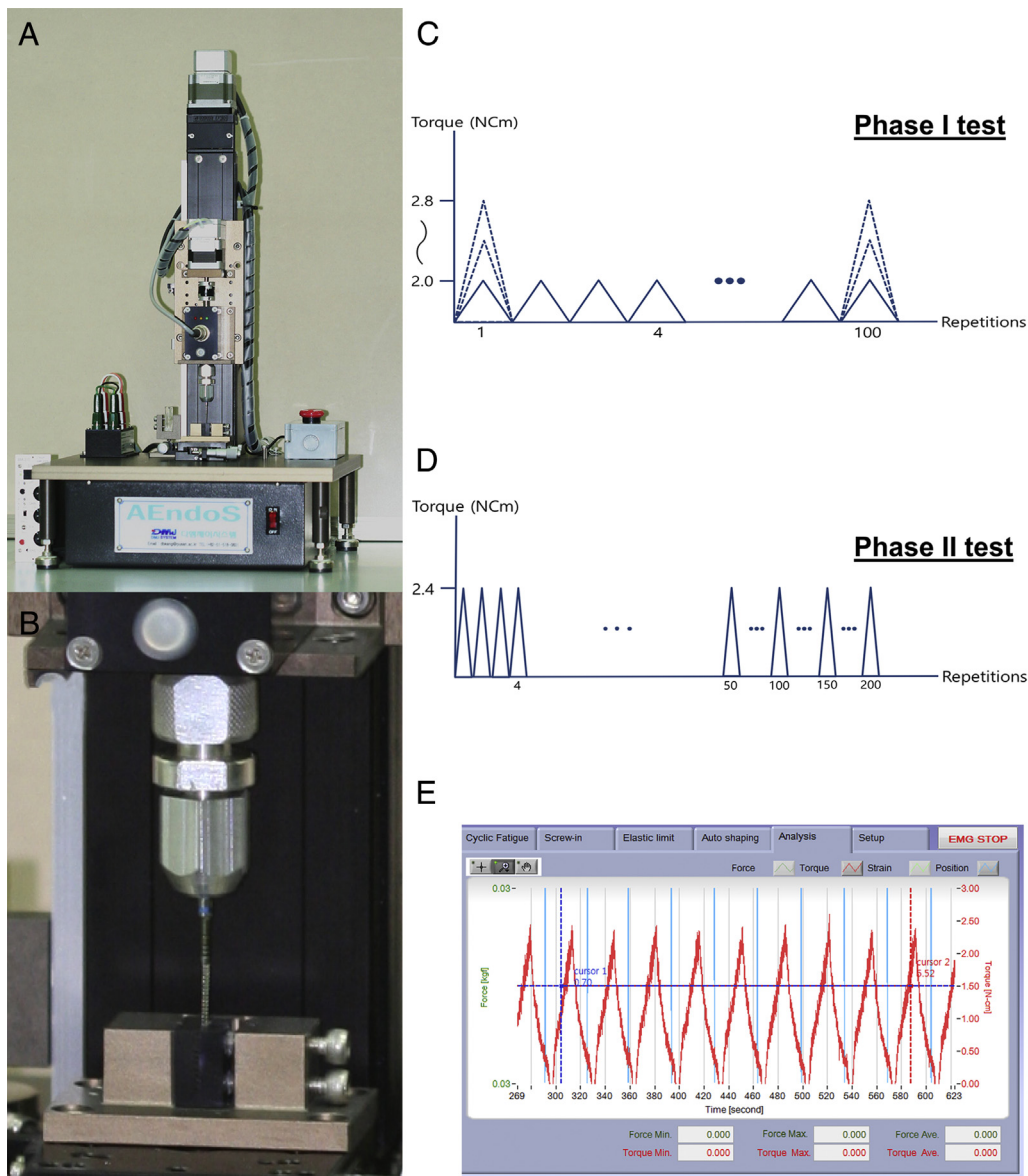 A
AEndoS
OFF
B
C
Torque (NCm)
Phase I test
2.8
2.0
Repetitions
1
4
100
D
Torque (NCm)
Phase II test
2.4
Repetitions
4
50
100
150
200
E
Cyclic Fatigue
Screw-in
Elastic limit
Auto shaping
Analysis
Setup
EMG STOP
Force
Torque
Strain
Position
0.03
3.00
2.50
2.00
cursor 1
0.70
cursor 2
6.52
Force [kgf]
1.50
Torque [N-cm]
1.00
0.50
0.03
0.00
269 300 320 340 360 380 400 420 440 460 480 500 520 540 560 580 600 623
Time [second]
Force Min. 0.000 Force Max. 0.000 Force Ave. 0.000
Torque Min. 0.000 Torque Max. 0.000 Torque Ave. 0.000